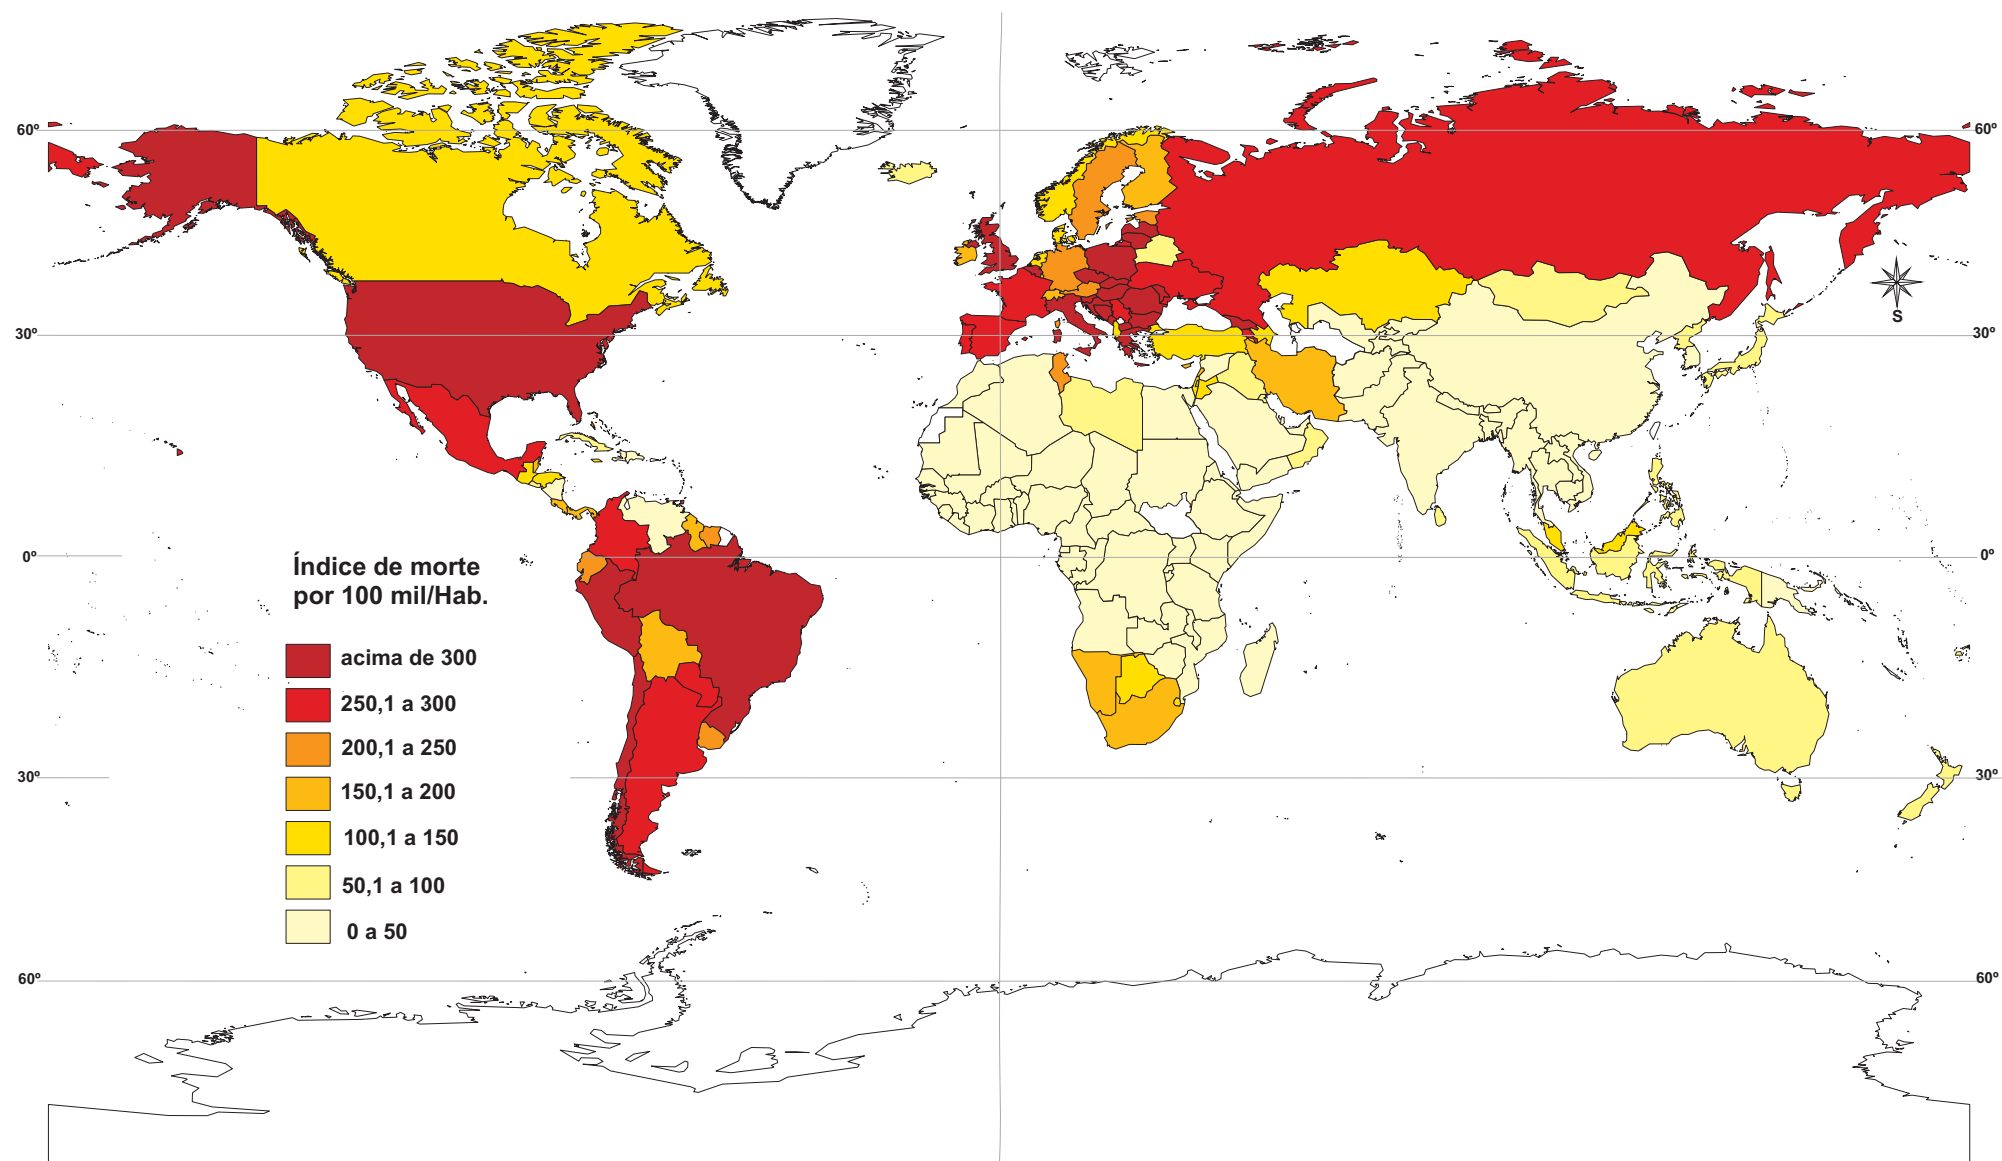 60º
60º
S
30º
30º
0º
0º
Índice de morte
por 100 mil/Hab.
acima de 300
250,1 a 300
200,1 a 250
150,1 a 200
100,1 a 150
50,1 a 100
0 a 50
30º
30º
60º
60º